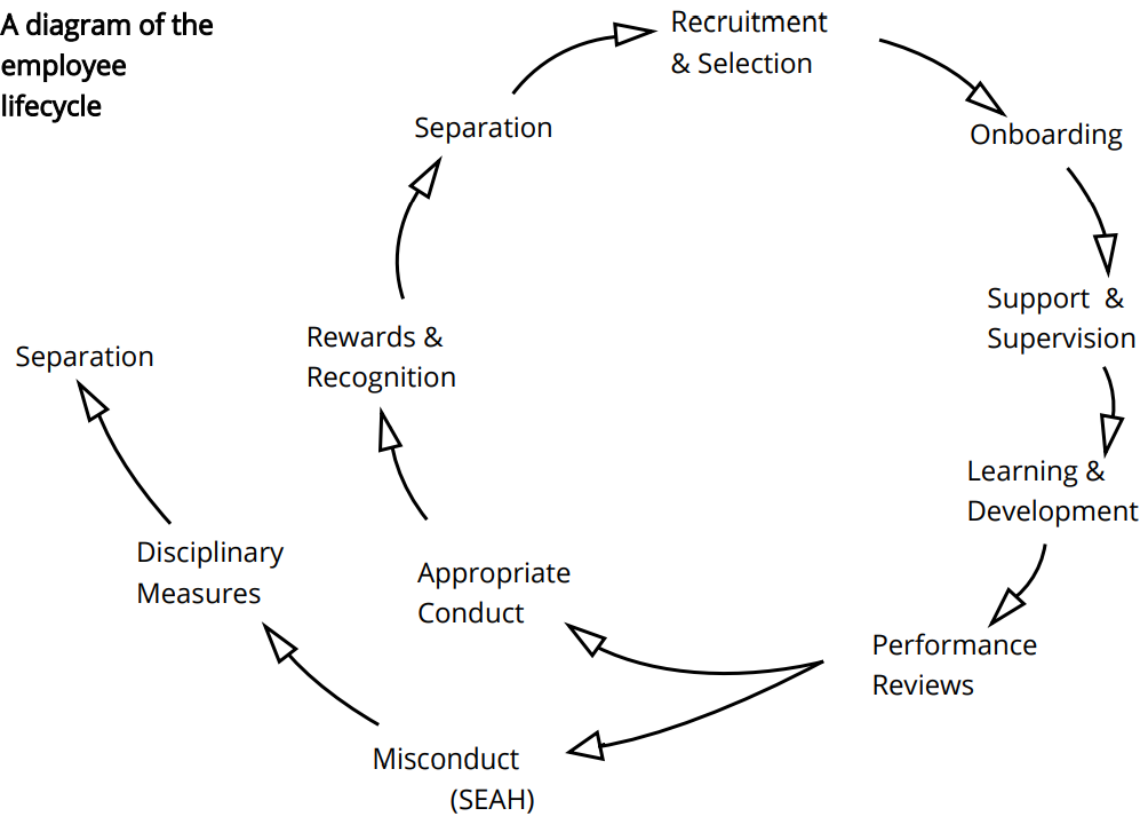 A diagram of the
employee
lifecycle
Recruitment
& Selection
Onboarding
Support &
Supervision
Learning &
Development
Performance
Reviews
Appropriate
Conduct
Rewards &
Recognition
Separation
Misconduct
(SEAH)
Disciplinary
Measures
Separation